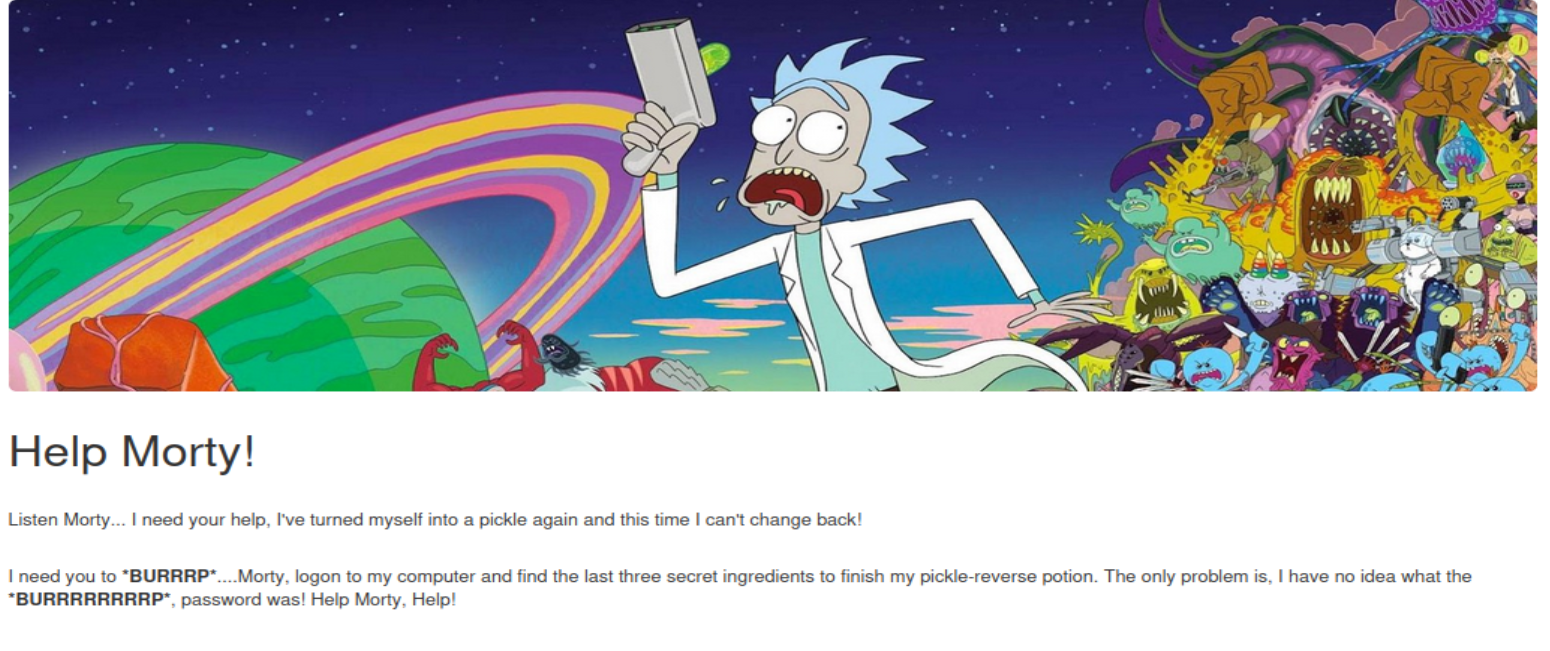 Help Morty!
Listen Morty... I need your help, I've turned myself into a pickle again and this time I can't change back!
I need you to *BURRRP*....Morty, logon to my computer and find the last three secret ingredients to finish my pickle-reverse potion. The only problem is, I have no idea what the
*BURRRRRRRRP*, password was! Help Morty, Help!